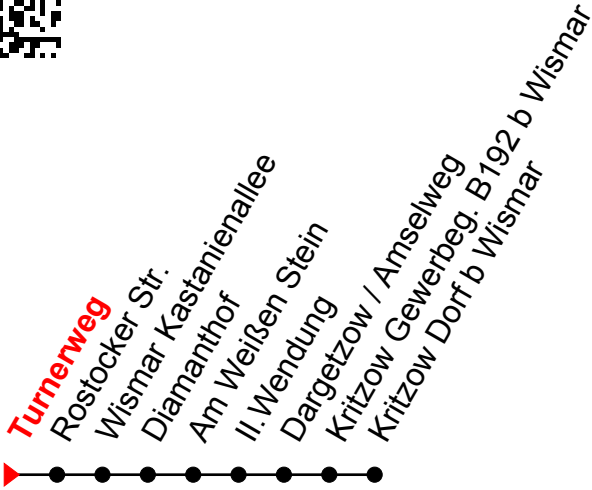 Turnerweg
Rostocker Str.
Wismar Kastanienallee
Diamanthof
Am Weißen Stein
II. Wendung
Dargetzow / Amselweg
Kritzow Gewerbeg. B192 b Wismar
Kritzow Dorf b Wismar